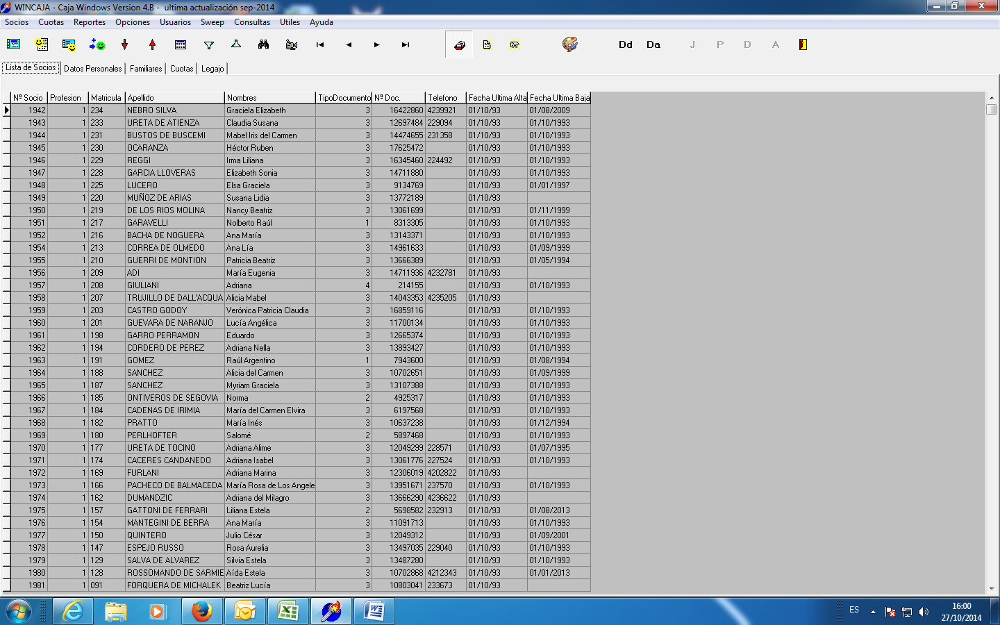 WINCAJA - Caja Windows Version 4.B -  ultima actualización sep-2014
Socios Cuotas Reportes Opciones Usuarios Sweep Consultas Utiles Ayuda
Dd Da J P D A
Lista de Socios Datos Personales Familiares Cuotas Legajo
Nº Socio Profesion Matricula Apellido Nombres TipoDocumento Nº Doc. Telefono Fecha Ultima Alta Fecha Ultima Baja
1942 1 234 NEBRO SILVA Graciela Elizabeth 3 16422860 4239921 01/10/93 01/08/2009
1943 1 233 URETA DE ATIENZA Claudia Susana 3 12697484 229094 01/10/93 01/10/1993
1944 1 231 BUSTOS DE BUSCEMI Mabel Iris del Carmen 3 14474655 231358 01/10/93 01/10/1993
1945 1 230 OCARANZA Héctor Ruben 3 17625472 01/10/93 01/10/1993
1946 1 229 REGGI Irma Liliana 3 16345460 224492 01/10/93 01/10/1993
1947 1 228 GARCIA LLOVERAS Elizabeth Sonia 3 14711880 01/10/93 01/10/1993
1948 1 225 LUCERO Elsa Graciela 3 9134769 01/10/93 01/01/1997
1949 1 220 MUÑOZ DE ARIAS Susana Lidia 3 13772189 01/10/93
1950 1 219 DE LOS RIOS MOLINA Nancy Beatriz 3 13061699 01/10/93 01/11/1999
1951 1 217 GARAVELLI Nolberto Raúl 1 8313305 01/10/93 01/10/1993
1952 1 216 BACHA DE NOGUERA Ana María 3 13143371 01/10/93 01/10/1993
1954 1 213 CORREA DE OLMEDO Ana Lía 3 14961633 01/10/93 01/09/1999
1955 1 210 GUERRI DE MONTION Patricia Beatriz 3 13666389 01/10/93 01/05/1994
1956 1 209 ADI María Eugenia 3 14711936 4232781 01/10/93
1957 1 208 GIULIANI Adriana 4 214155 01/10/93 01/10/1993
1958 1 207 TRUJILLO DE DALL'ACQUA Alicia Mabel 3 14043353 4235205 01/10/93
1959 1 203 CASTRO GODOY Verónica Patricia Claudia 3 16859116 01/10/93 01/10/1993
1960 1 201 GUEVARA DE NARANJO Lucía Angélica 3 11700134 01/10/93 01/10/1993
1961 1 198 GARRO PERRAMON Eduardo 3 12665374 01/10/93 01/10/1993
1962 1 194 CORDERO DE PEREZ Adriana Nella 3 13893427 01/10/93 01/10/1993
1963 1 191 GOMEZ Raúl Argentino 1 7943600 01/10/93 01/08/1994
1964 1 188 SANCHEZ Alicia del Carmen 3 10702651 01/10/93 01/09/1999
1965 1 187 SANCHEZ Myriam Graciela 3 13107388 01/10/93 01/10/1993
1966 1 185 ONTIVEROS DE SEGOVIA Norma 2 4925317 01/10/93 01/10/1993
1967 1 184 CADENAS DE IRIMIA María del Carmen Elvira 3 6197568 01/10/93 01/10/1993
1968 1 182 PRATTO María Inés 3 10637238 01/10/93 01/12/1994
1969 1 180 PERLHOFTER Salomé 2 5897468 01/10/93 01/10/1993
1970 1 177 URETA DE TOCINO Adriana Alime 3 12049299 228571 01/10/93 01/07/1995
1971 1 174 CACERES CANDANEDO Adriana Isabel 3 13061776 227524 01/10/93 01/10/1993
1972 1 169 FURLANI Adriana Marina 3 12306019 4202822 01/10/93
1973 1 166 PACHECO DE BALMACEDA María Rosa de Los Angele 3 13951671 237570 01/10/93 01/10/1993
1974 1 162 DUMANDZIC Adriana del Milagro 3 13666290 4236622 01/10/93
1975 1 157 GATTONI DE FERRARI Liliana Estela 2 5698582 232913 01/10/93 01/08/2013
1976 1 154 MANTEGINI DE BERRA Ana María 3 11091713 01/10/93 01/10/1993
1977 1 150 QUINTERO Julio César 3 12049312 01/10/93 01/09/2001
1978 1 147 ESPEJO RUSSO Rosa Aurelia 3 13497035 229040 01/10/93 01/10/1993
1979 1 129 SALVA DE ALVAREZ Silvia Estela 3 13487280 01/10/93 01/10/1993
1980 1 128 ROSSOMANDO DE SARMIE Aída Estela 3 10702868 4212343 01/10/93 01/01/2013
1981 1 091 FORQUERA DE MICHALEK Beatriz Lucía 3 10803041 233673 01/10/93
ES 16:00
27/10/2014